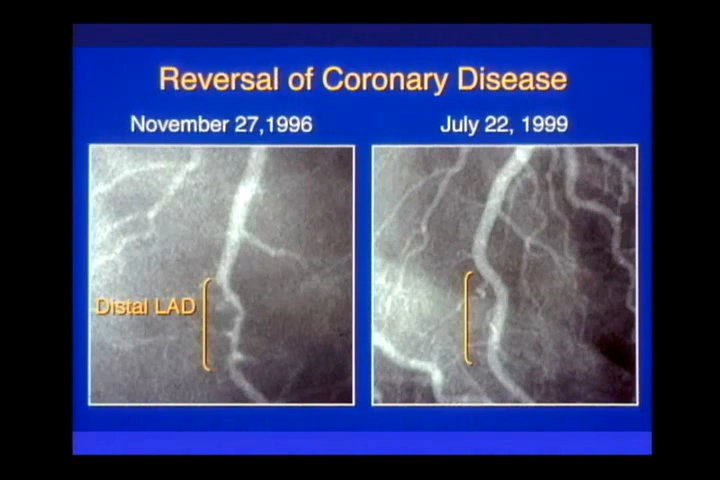 Reversal of Coronary Disease
November 27,1996
July 22, 1999
Distal LAD